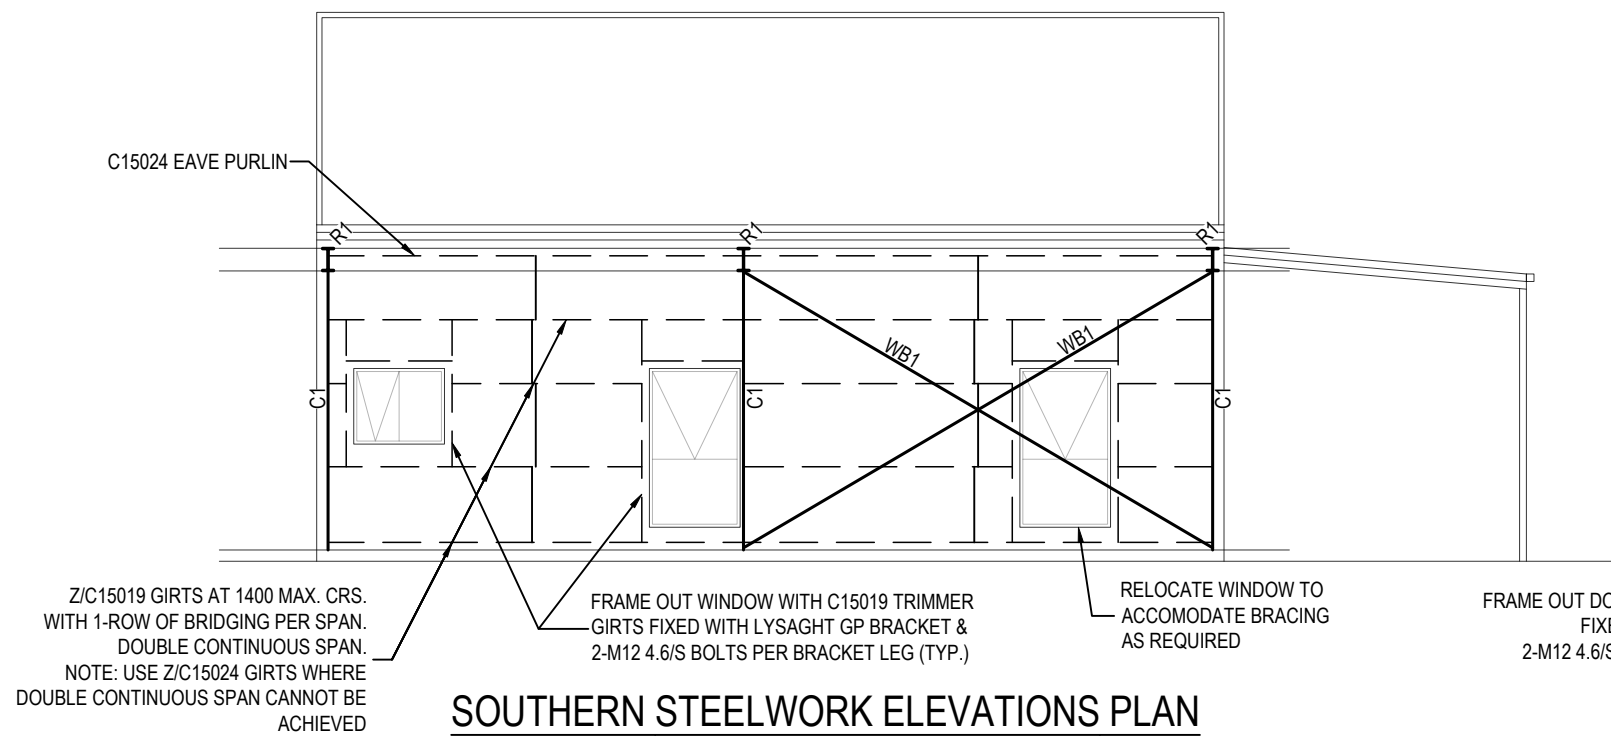 C15024 EAVE PURLIN
R1
R1
R1
WB1
WB1
C1
C1
C1
Z/C15019 GIRTS AT 1400 MAX. CRS.
WITH 1-ROW OF BRIDGING PER SPAN.
DOUBLE CONTINUOUS SPAN.
NOTE: USE Z/C15024 GIRTS WHERE
DOUBLE CONTINUOUS SPAN CANNOT BE
ACHIEVED
FRAME OUT WINDOW WITH C15019 TRIMMER
GIRTS FIXED WITH LYSAGHT GP BRACKET &
2-M12 4.6/S BOLTS PER BRACKET LEG (TYP.)
RELOCATE WINDOW TO
ACCOMODATE BRACING
AS REQUIRED
FRAME OUT DO
FIXE
2-M12 4.6/S
SOUTHERN STEELWORK ELEVATIONS PLAN